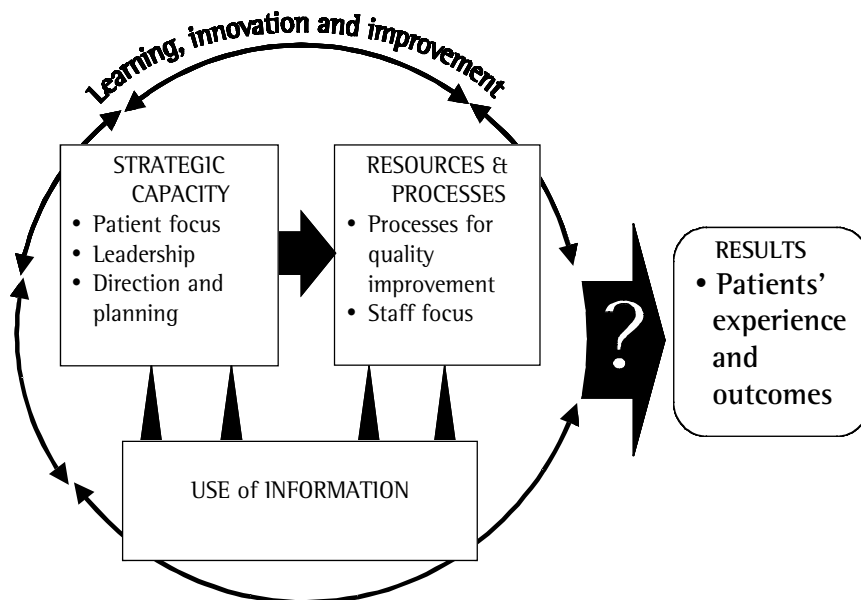 Learning, innovation and improvement
STRATEGIC
CAPACITY
• Patient focus
• Leadership
• Direction and
planning
RESOURCES &
PROCESSES
• Processes for
quality
improvement
• Staff focus
?
RESULTS
• Patients’
experience
and
outcomes
USE of INFORMATION